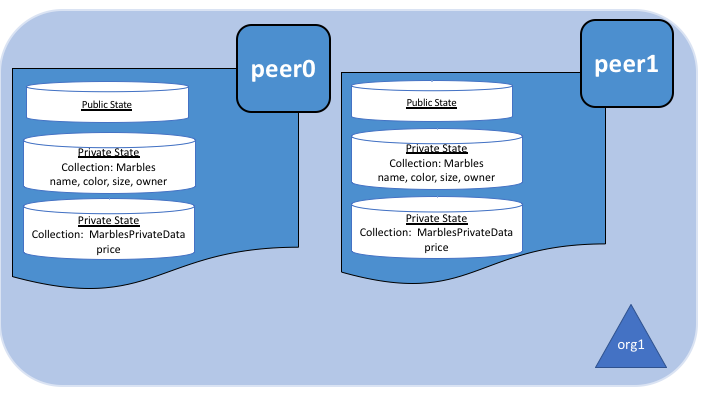 peer0
Public State
Private State
Collection: Marbles
name, color, size, owner
Private State
Collection: MarblesPrivateData
price
peer1
Public State
Private State
Collection: Marbles
name, color, size, owner
Private State
Collection: MarblesPrivateData
price
org1